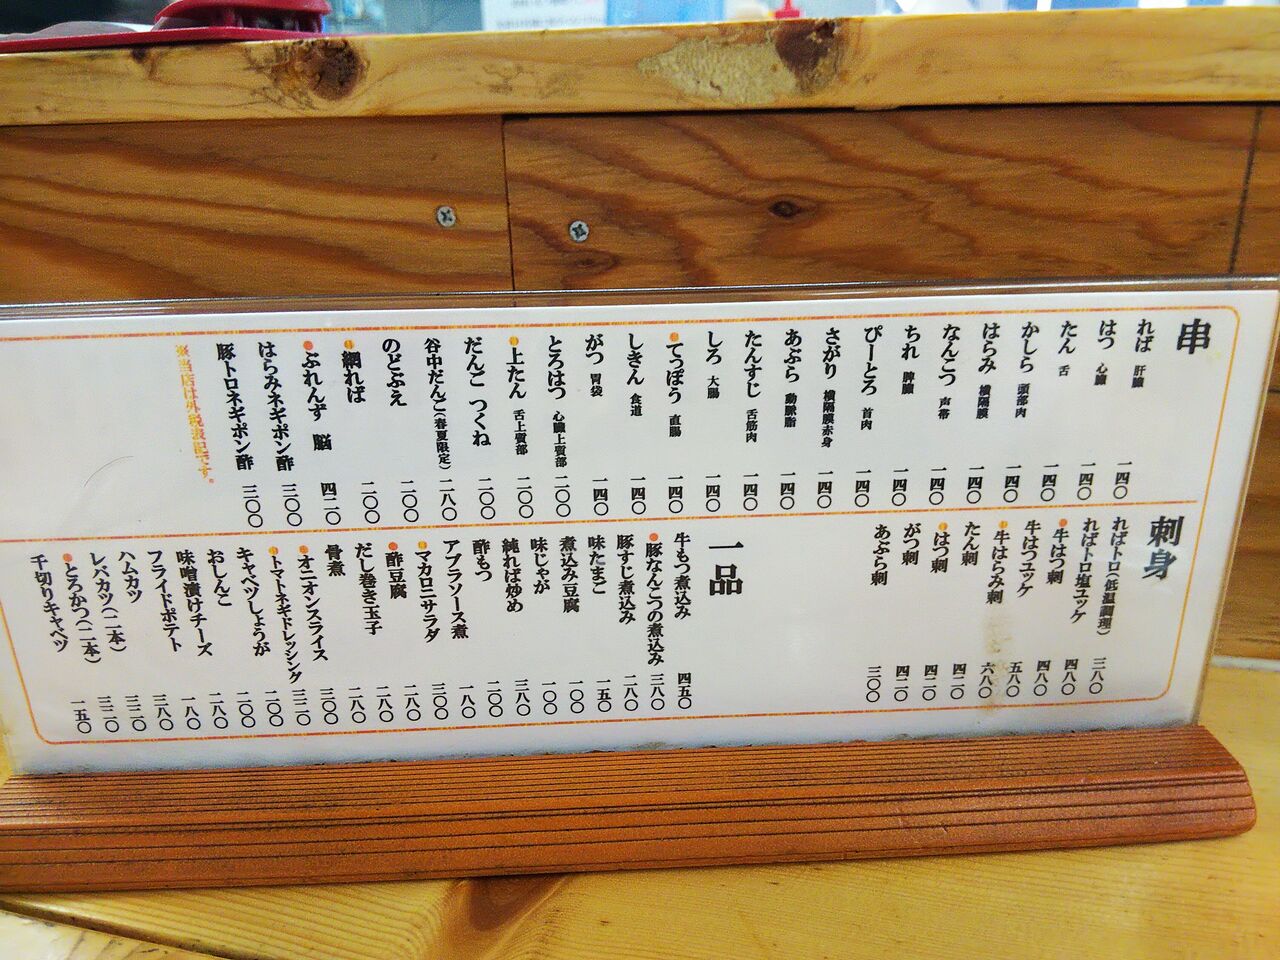 串
れば 肝臓 一四〇
はつ 心臓 一四〇
たん 舌 一四〇
かしら 頭部肉 一四〇
はらみ 横隔膜 一四〇
なんこつ 声帯 一四〇
ちれ 脾臓 一四〇
ぴーとろ 首肉 一四〇
さがり 横隔膜赤身 一四〇
あぶら 動脈脂 一四〇
たんすじ 舌筋肉 一四〇
しろ 大腸 一四〇
てっぽう 直腸 一四〇
しきん 食道 一四〇
がつ 胃袋 一四〇
とろはつ 心臓上質部 二〇〇
上たん 舌上質部 二〇〇
だんご つくね 二〇〇
谷中だんご(春夏限定) 二八〇
のどぶえ 二〇〇
網れば 二〇〇
ぶれんず 脳 四二〇
はらみネギポン酢 三〇〇
豚トロネギポン酢 三〇〇
※当店は外税表記です。
刺身
ればトロ(低温調理) 三八〇
ればトロ塩ユッケ 四八〇
牛はつ刺 四八〇
牛はつユッケ 五八〇
牛はらみ刺 六八〇
たん刺 四二〇
はつ刺 四二〇
がつ刺 四二〇
あぶら刺 三〇〇
一品
牛もつ煮込み 四五〇
豚なんこつの煮込み 三八〇
豚すじ煮込み 二八〇
味たまご 一五〇
煮込み豆腐 一〇〇
味じゃが 一〇〇
純れば炒め 三八〇
酢もつ 二〇〇
アブラソース煮 一八〇
マカロニサラダ 三〇〇
酢豆腐 二八〇
だし巻き玉子 二八〇
骨煮 三〇〇
オニオンスライス 三二〇
トマトネギドレッシング 三二〇
キャベツしょうが 二〇〇
おしんこ 二〇〇
味噌漬けチーズ 一八〇
フライドポテト 三八〇
ハムカツ 三二〇
レバカツ(二本) 三二〇
とろかつ(二本)
千切りキャベツ 一五〇